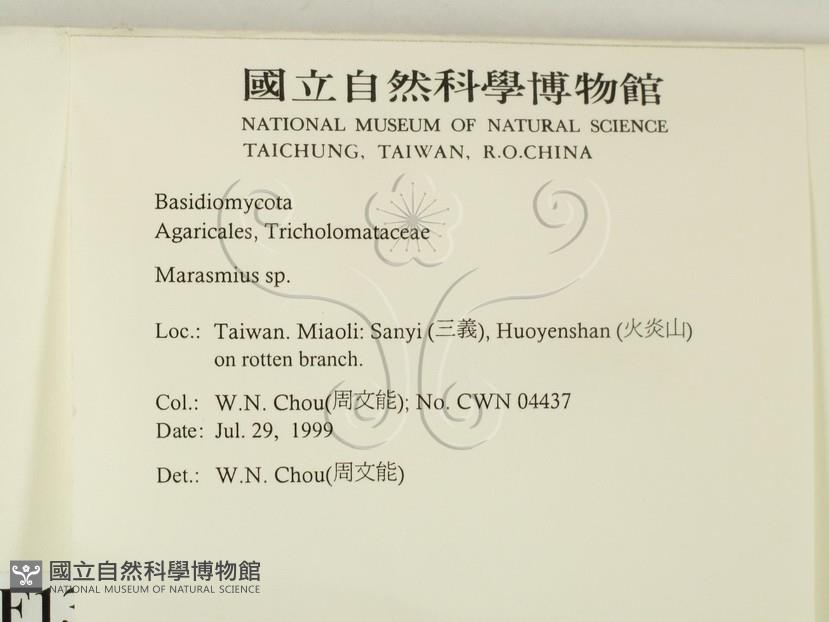 國立自然科學博物館
NATIONAL MUSEUM OF NATURAL SCIENCE
TAICHUNG, TAIWAN, R.O.CHINA
Basidiomycota
Agaricales, Tricholomataceae
Marasmius sp.
Loc.: Taiwan. Miaoli: Sanyi (三義), Huoyenshan (火炎山)
on rotten branch.
Col.: W.N. Chou(周文能); No. CWN 04437
Date: Jul. 29, 1999
Det.: W.N. Chou(周文能)
國立自然科學博物館
NATIONAL MUSEUM OF NATURAL SCIENCE